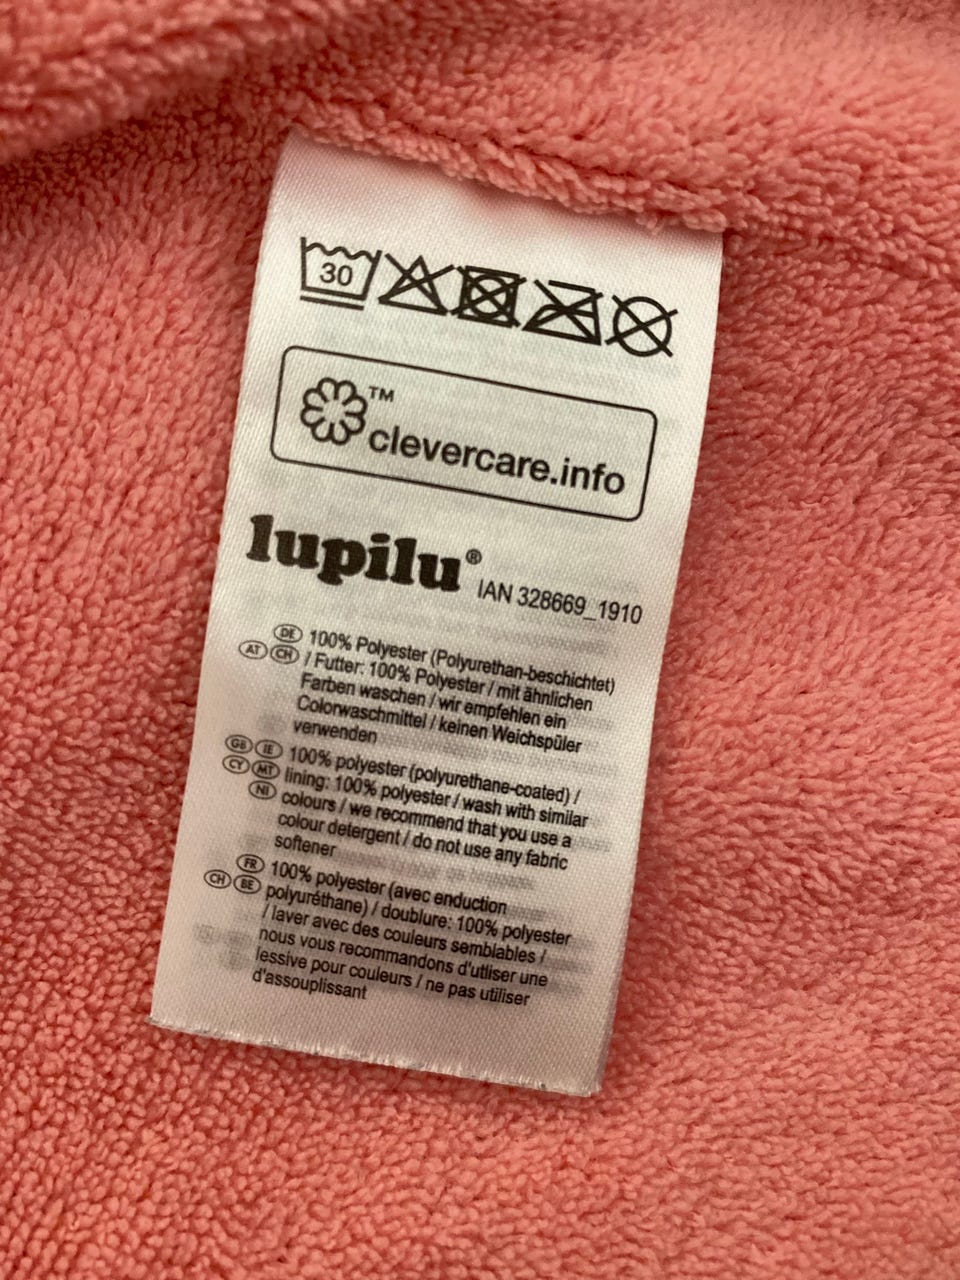 30
™
clevercare.info
lupilu® IAN 328669_1910
DE 100% Polyester (Polyurethan-beschichtet)
AT CH / Futter: 100% Polyester / mit ähnlichen
Farben waschen / wir empfehlen ein
Colorwaschmittel / keinen Weichspüler
verwenden
GB IE 100% polyester (polyurethane-coated) /
CY MT lining: 100% polyester / wash with similar
NI colours / we recommend that you use a
colour detergent / do not use any fabric
softener
FR 100% polyester (avec enduction
CH BE polyuréthane) / doublure: 100% polyester
/ laver avec des couleurs semblables /
nous vous recommandons d'utliser une
lessive pour couleurs / ne pas utiliser
d'assouplissant